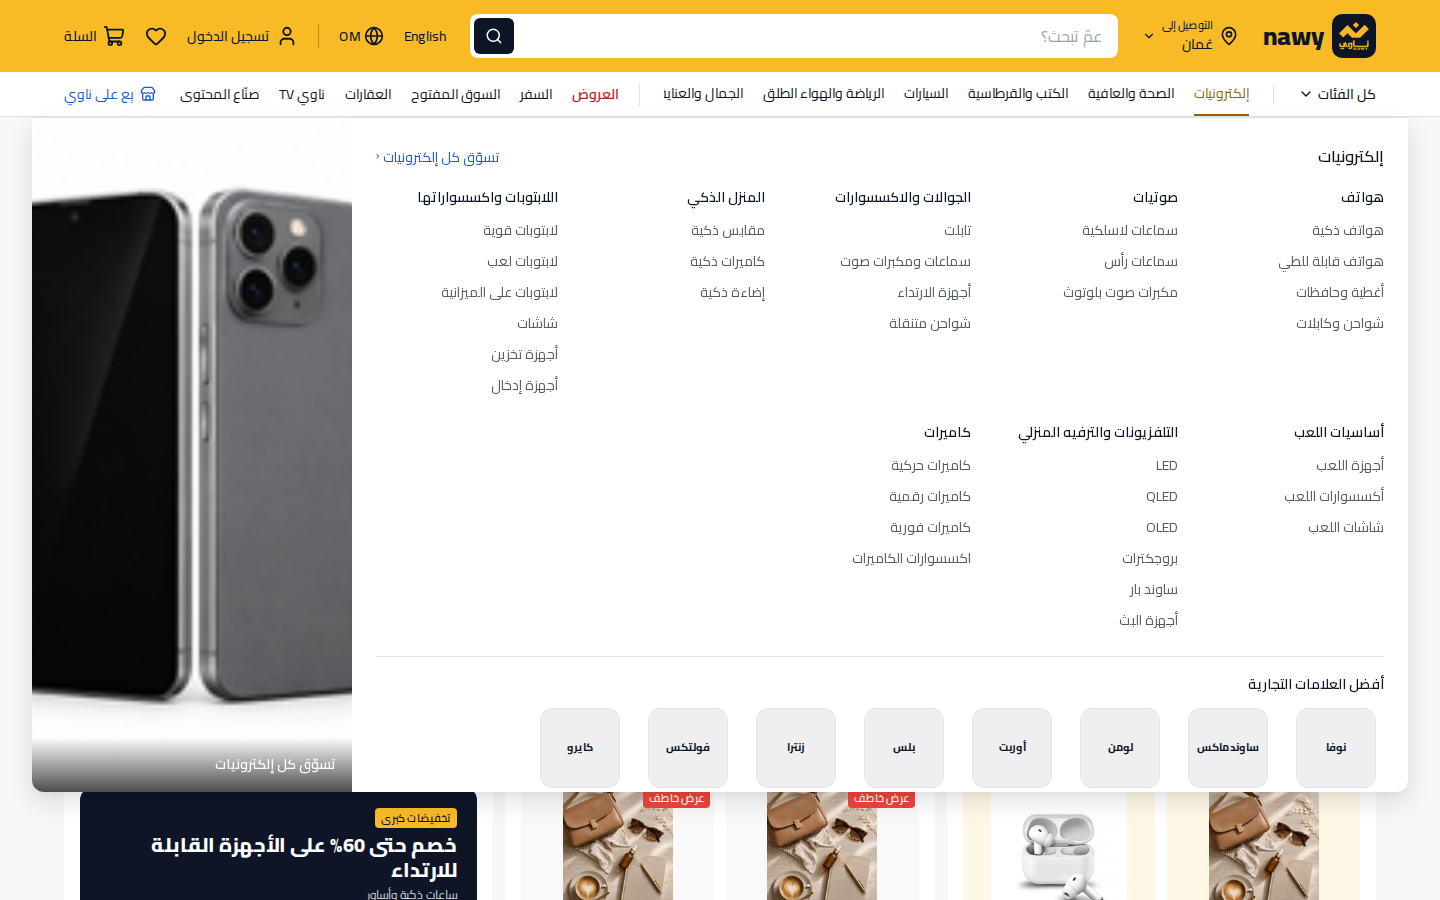 ناوي
nawy
nawy
التوصيل إلى
عُمان
عمّ تبحث؟
English
OM
تسجيل الدخول
السلة
كل الفئات
إلكترونيات
الصحة والعافية
الكتب والقرطاسية
السيارات
الرياضة والهواء الطلق
الجمال والعناية
العروض
السفر
السوق المفتوح
العقارات
ناوي TV
صنّاع المحتوى
بِع على ناوي
إلكترونيات
تسوّق كل إلكترونيات ›
هواتف
هواتف ذكية
هواتف قابلة للطي
أغطية وحافظات
شواحن وكابلات
صوتيات
سماعات لاسلكية
سماعات رأس
مكبرات صوت بلوتوث
الجوالات والاكسسوارات
تابلت
سماعات ومكبرات صوت
أجهزة الارتداء
شواحن متنقلة
المنزل الذكي
مقابس ذكية
كاميرات ذكية
إضاءة ذكية
اللابتوبات واكسسواراتها
لابتوبات قوية
لابتوبات لعب
لابتوبات على الميزانية
شاشات
أجهزة تخزين
أجهزة إدخال
أساسيات اللعب
أجهزة اللعب
أكسسوارات اللعب
شاشات اللعب
التلفزيونات والترفيه المنزلي
LED
QLED
OLED
بروجكترات
ساوند بار
أجهزة البث
كاميرات
كاميرات حركية
كاميرات رقمية
كاميرات فورية
اكسسوارات الكاميرات
أفضل العلامات التجارية
نوفا
ساوندماكس
لومن
أوربت
بلس
زنترا
فولتكس
كايرو
تسوّق كل إلكترونيات
عرض خاطف
عرض خاطف
تخفيضات كبرى
خصم حتى 60% على الأجهزة القابلة
للارتداء
ساعات ذكية وأساور